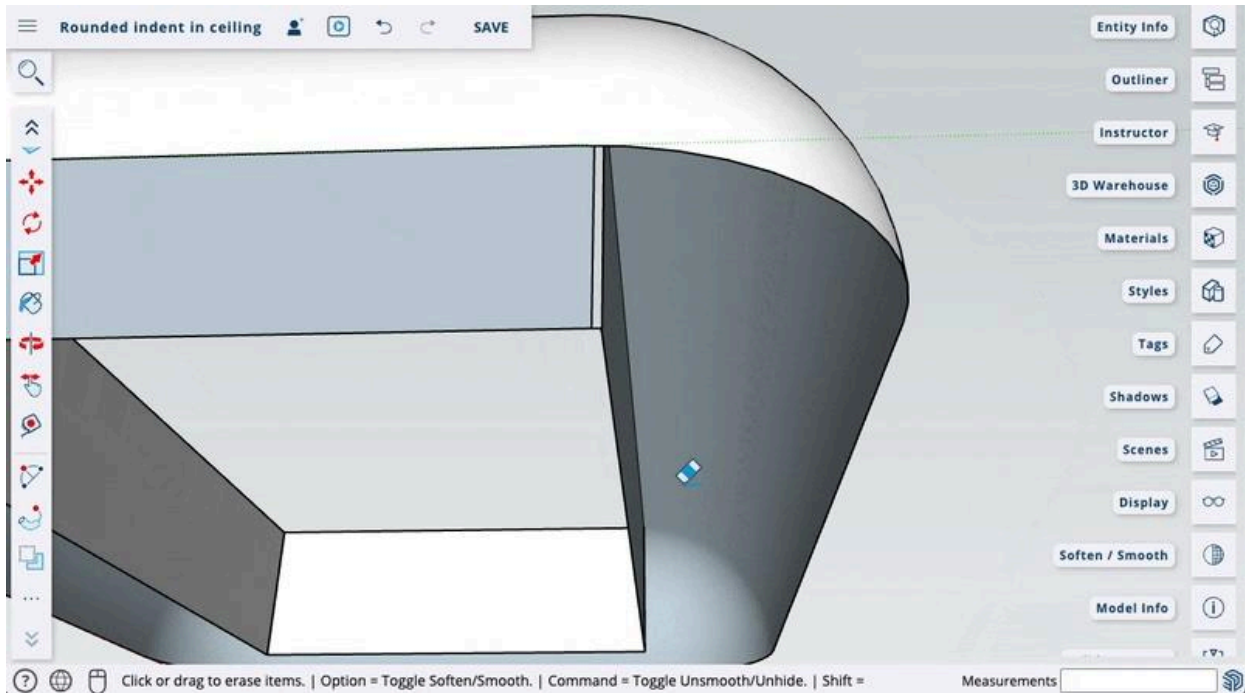 Rounded indent in ceiling
SAVE
Entity Info
Outliner
Instructor
3D Warehouse
Materials
Styles
Tags
Shadows
Scenes
Display
Soften / Smooth
Model Info
Click or drag to erase items. | Option = Toggle Soften/Smooth. | Command = Toggle Unsmooth/Unhide. | Shift =
Measurements